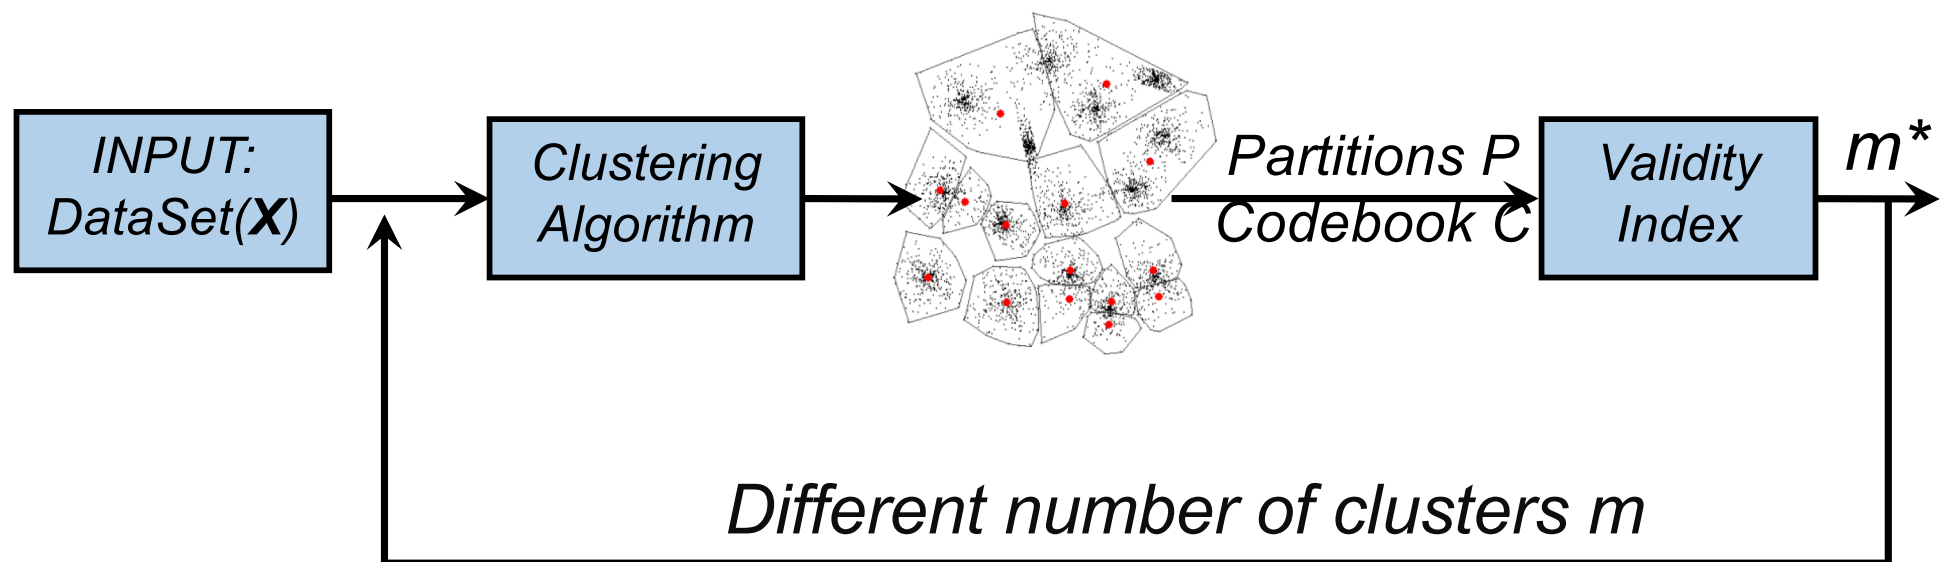 INPUT:
DataSet(X)
Clustering
Algorithm
Partitions P
Codebook C
Validity
Index
m*
Different number of clusters m